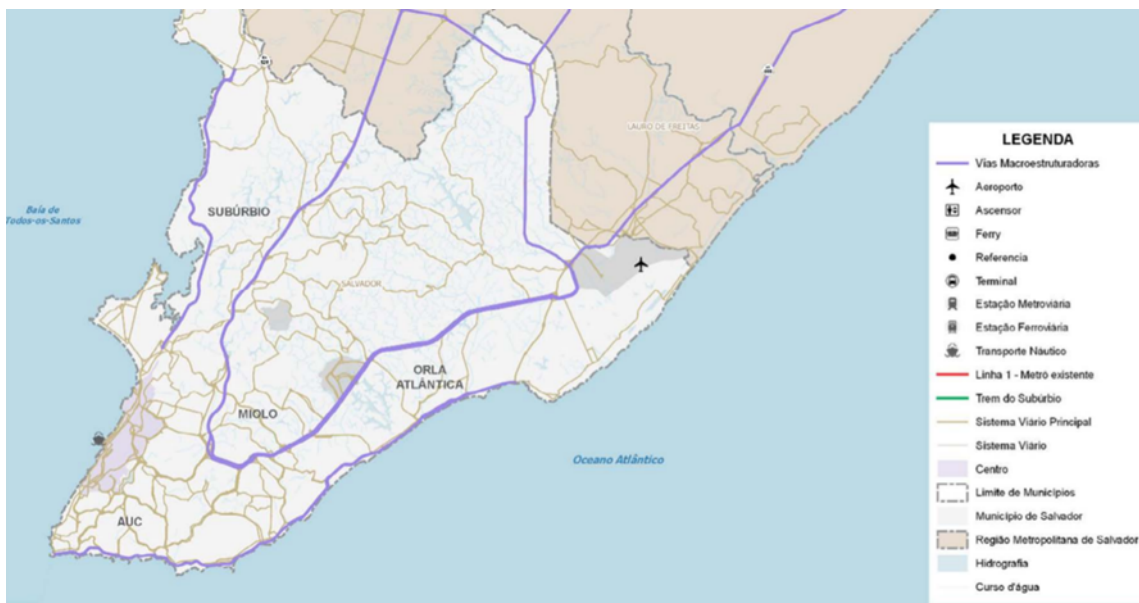 LAURO DE FREITAS
Baía de
Todos-os-Santos
SUBÚRBIO
SALVADOR
ORLA
ATLÂNTICA
MIOLO
Oceano Atlântico
AUC
LEGENDA
Vias Macroestruturadoras
Aeroporto
Ascensor
Ferry
Referencia
Terminal
Estação Metroviária
Estação Ferroviária
Transporte Náutico
Linha 1 - Metrô existente
Trem do Subúrbio
Sistema Viário Principal
Sistema Viário
Centro
Limite de Municípios
Município de Salvador
Região Metropolitana de Salvador
Hidrografia
Curso d'água